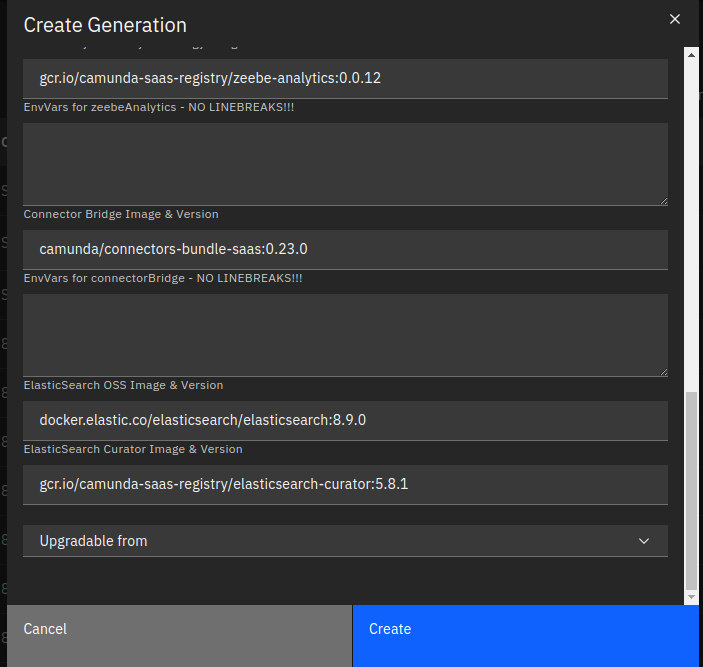 Create Generation
gcr.io/camunda-saas-registry/zeebe-analytics:0.0.12
EnvVars for zeebeAnalytics - NO LINEBREAKS!!!
Connector Bridge Image & Version
camunda/connectors-bundle-saas:0.23.0
EnvVars for connectorBridge - NO LINEBREAKS!!!
ElasticSearch OSS Image & Version
docker.elastic.co/elasticsearch/elasticsearch:8.9.0
ElasticSearch Curator Image & Version
gcr.io/camunda-saas-registry/elasticsearch-curator:5.8.1
Upgradable from
Cancel
Create